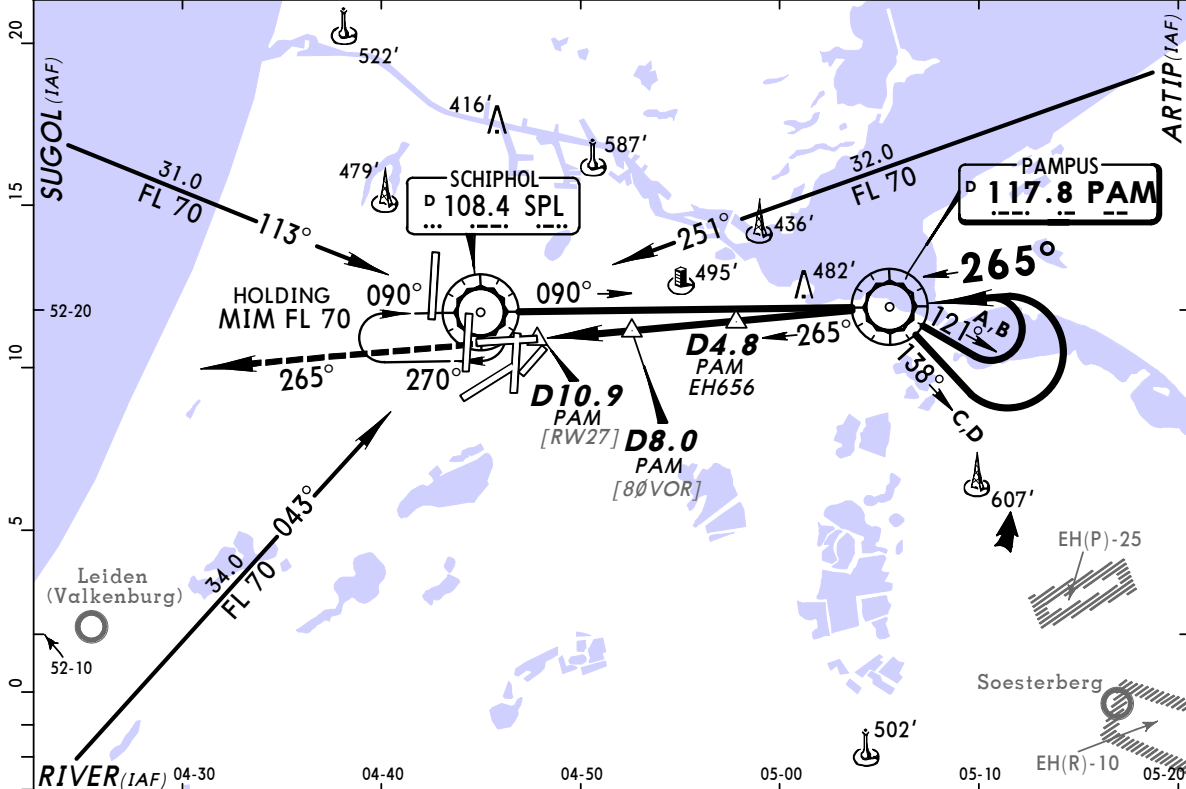 20
15
10
5
0
52-20
52-10
SUGOL (IAF)
31.0
FL 70
113°
522'
416'
587'
479'
SCHIPHOL
D 108.4 SPL
32.0
FL 70
251°
ARTIP (IAF)
PAMPUS
D 117.8 PAM
436'
495'
482'
265°
HOLDING
MIM FL 70
090°
090°
265°
270°
265°
D4.8
PAM
EH656
D10.9
PAM
[RW27]
D8.0
PAM
[8ØVOR]
121°
A,B
138°
C,D
607'
EH(P)-25
34.0
FL 70
043°
Leiden
(Valkenburg)
Soesterberg
EH(R)-10
502'
RIVER (IAF)
04-30
04-40
04-50
05-00
05-10
05-20